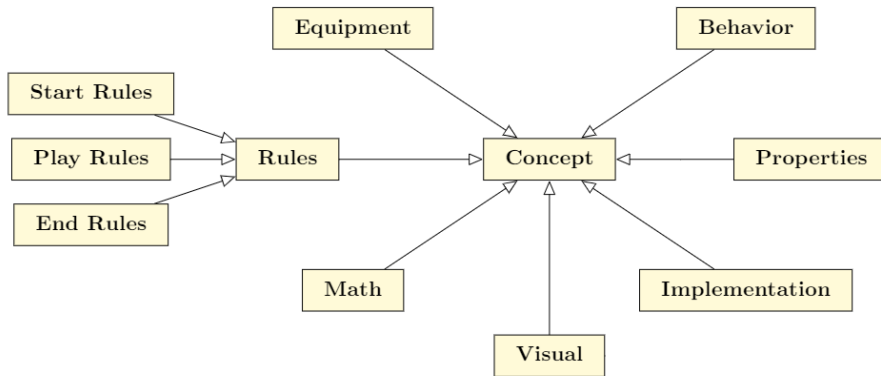 Equipment
Behavior
Start Rules
Play Rules
Rules
Concept
Properties
End Rules
Math
Implementation
Visual